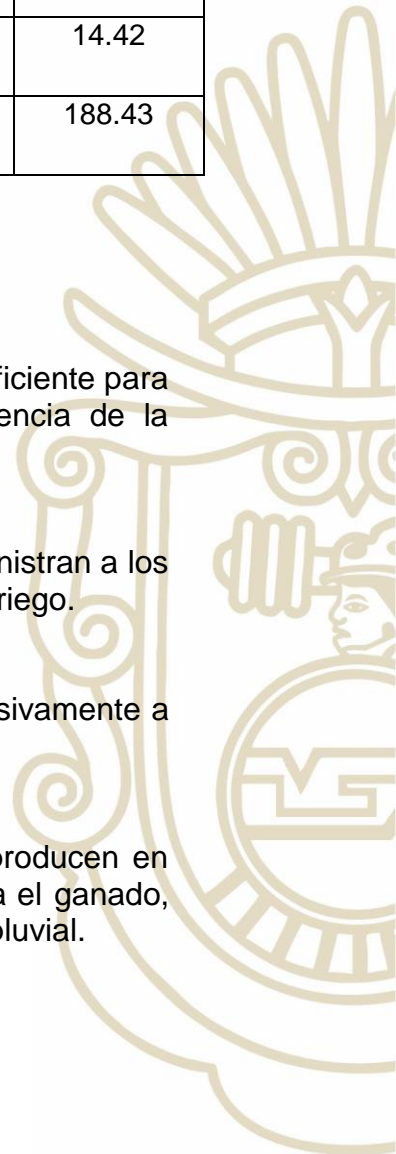 14.42
188.43
ficiente para
encia de la
nistran a los
riego.
sivamente a
producen en
a el ganado,
pluvial.